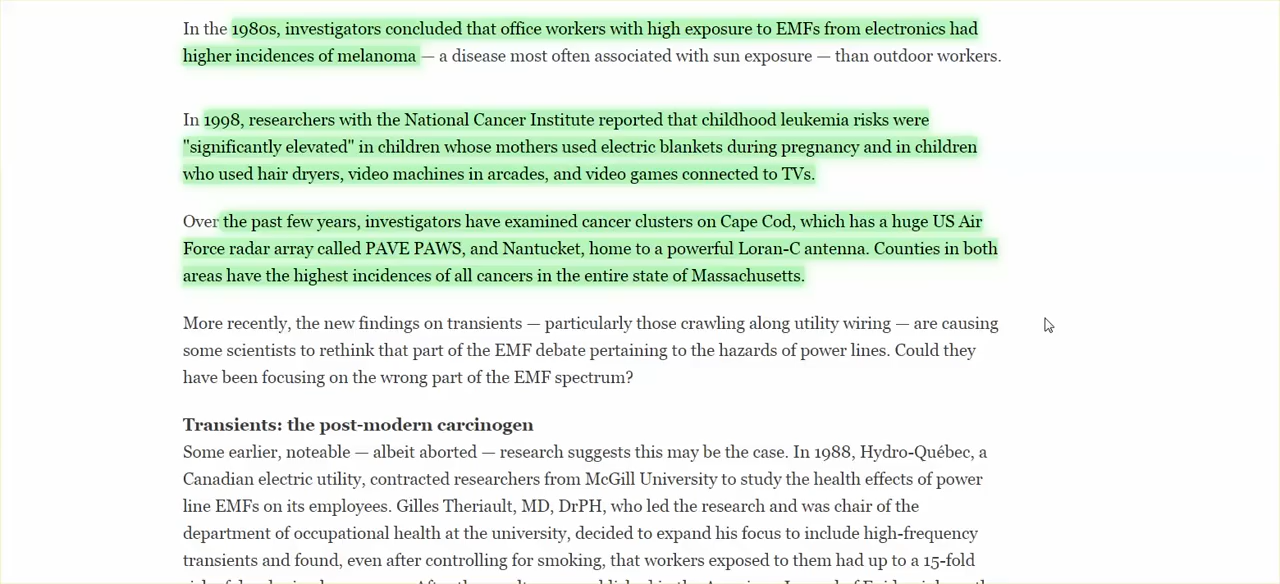 In the 1980s, investigators concluded that office workers with high exposure to EMFs from electronics had
higher incidences of melanoma — a disease most often associated with sun exposure — than outdoor workers.
In 1998, researchers with the National Cancer Institute reported that childhood leukemia risks were
"significantly elevated" in children whose mothers used electric blankets during pregnancy and in children
who used hair dryers, video machines in arcades, and video games connected to TVs.
Over the past few years, investigators have examined cancer clusters on Cape Cod, which has a huge US Air
Force radar array called PAVE PAWS, and Nantucket, home to a powerful Loran-C antenna. Counties in both
areas have the highest incidences of all cancers in the entire state of Massachusetts.
More recently, the new findings on transients — particularly those crawling along utility wiring — are causing
some scientists to rethink that part of the EMF debate pertaining to the hazards of power lines. Could they
have been focusing on the wrong part of the EMF spectrum?
Transients: the post-modern carcinogen
Some earlier, noteable — albeit aborted — research suggests this may be the case. In 1988, Hydro-Québec, a
Canadian electric utility, contracted researchers from McGill University to study the health effects of power
line EMFs on its employees. Gilles Theriault, MD, DrPH, who led the research and was chair of the
department of occupational health at the university, decided to expand his focus to include high-frequency
transients and found, even after controlling for smoking, that workers exposed to them had up to a 15-fold